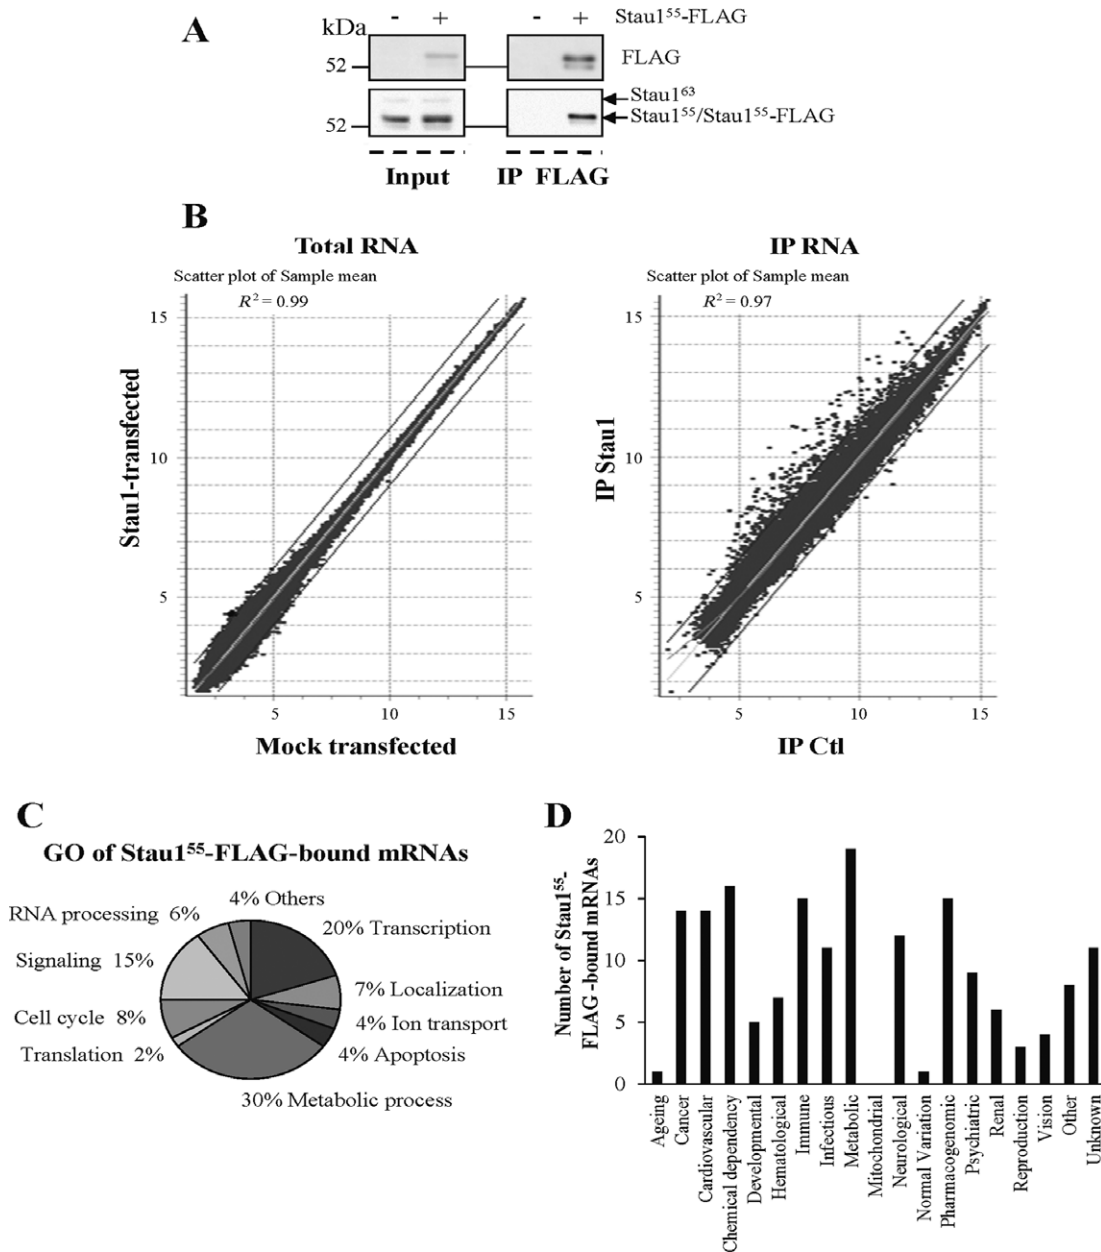 A
kDa - + - + Stau1⁵⁵-FLAG
52 FLAG
Stau1⁶³
52 Stau1⁵⁵/Stau1⁵⁵-FLAG
Input IP FLAG
B
Total RNA
Scatter plot of Sample mean
R² = 0.99
15
10
5
Stau1-transfected
5 10 15
Mock transfected
IP RNA
Scatter plot of Sample mean
R² = 0.97
15
10
5
IP Stau1
5 10 15
IP Ctl
C
GO of Stau1⁵⁵-FLAG-bound mRNAs
4% Others
20% Transcription
7% Localization
4% Ion transport
4% Apoptosis
30% Metabolic process
Translation 2%
Cell cycle 8%
Signaling 15%
RNA processing 6%
D
Number of Stau1⁵⁵-
FLAG -bound mRNAs
20
15
10
5
0
Ageing
Cancer
Cardiovascular
Chemical dependency
Developmental
Hematological
Immune
Infectious
Metabolic
Mitochondrial
Neurological
Normal Variation
Pharmacogenomic
Psychiatric
Renal
Reproduction
Vision
Other
Unknown